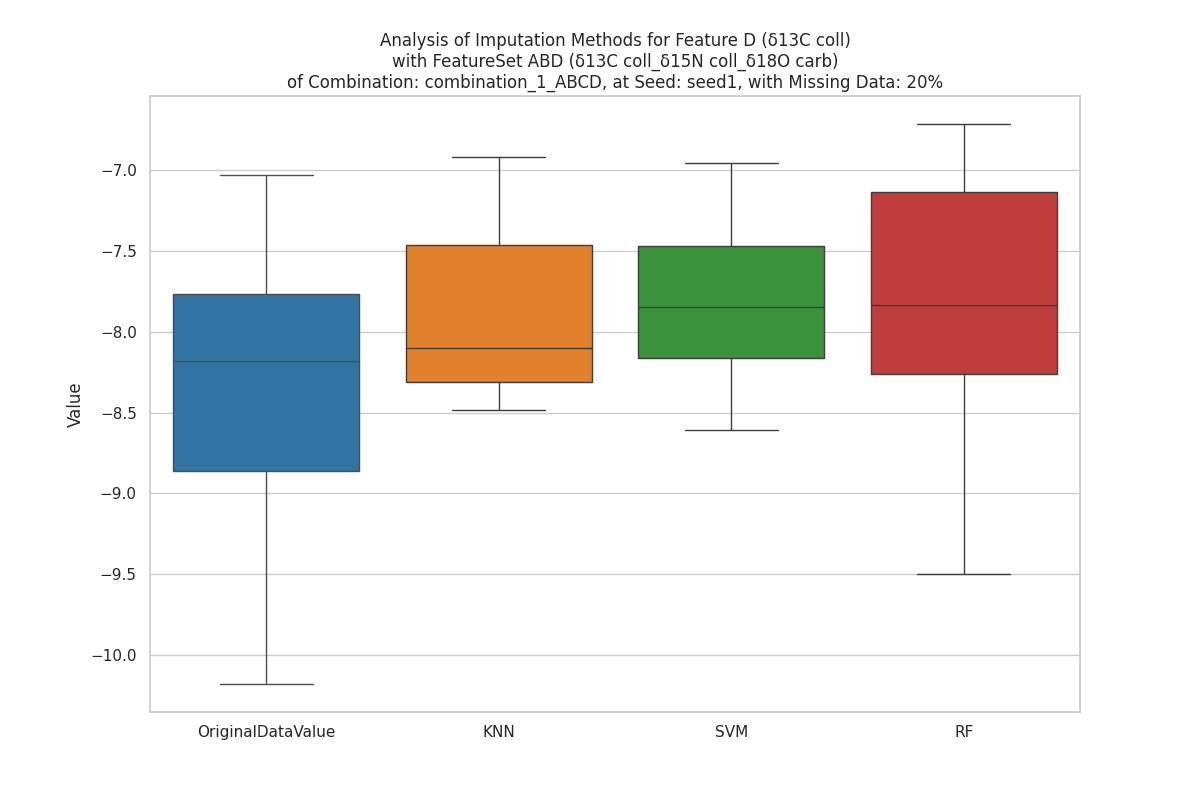 Analysis of Imputation Methods for Feature D (δ13C coll)
with FeatureSet ABD (δ13C coll_δ15N coll_δ18O carb)
of Combination: combination_1_ABCD, at Seed: seed1, with Missing Data: 20%
Value
−7.0
−7.5
−8.0
−8.5
−9.0
−9.5
−10.0
OriginalDataValue
KNN
SVM
RF